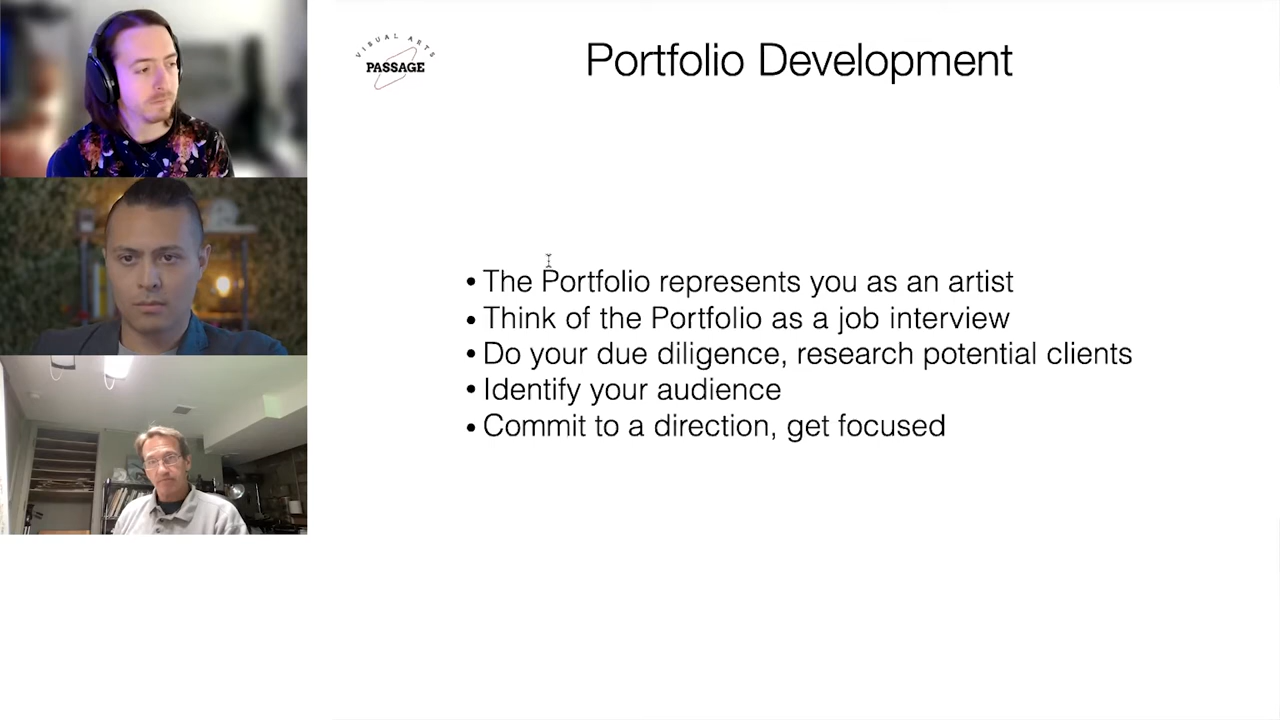 VISUAL ARTS
PASSAGE
Portfolio Development
• The Portfolio represents you as an artist
• Think of the Portfolio as a job interview
• Do your due diligence, research potential clients
• Identify your audience
• Commit to a direction, get focused